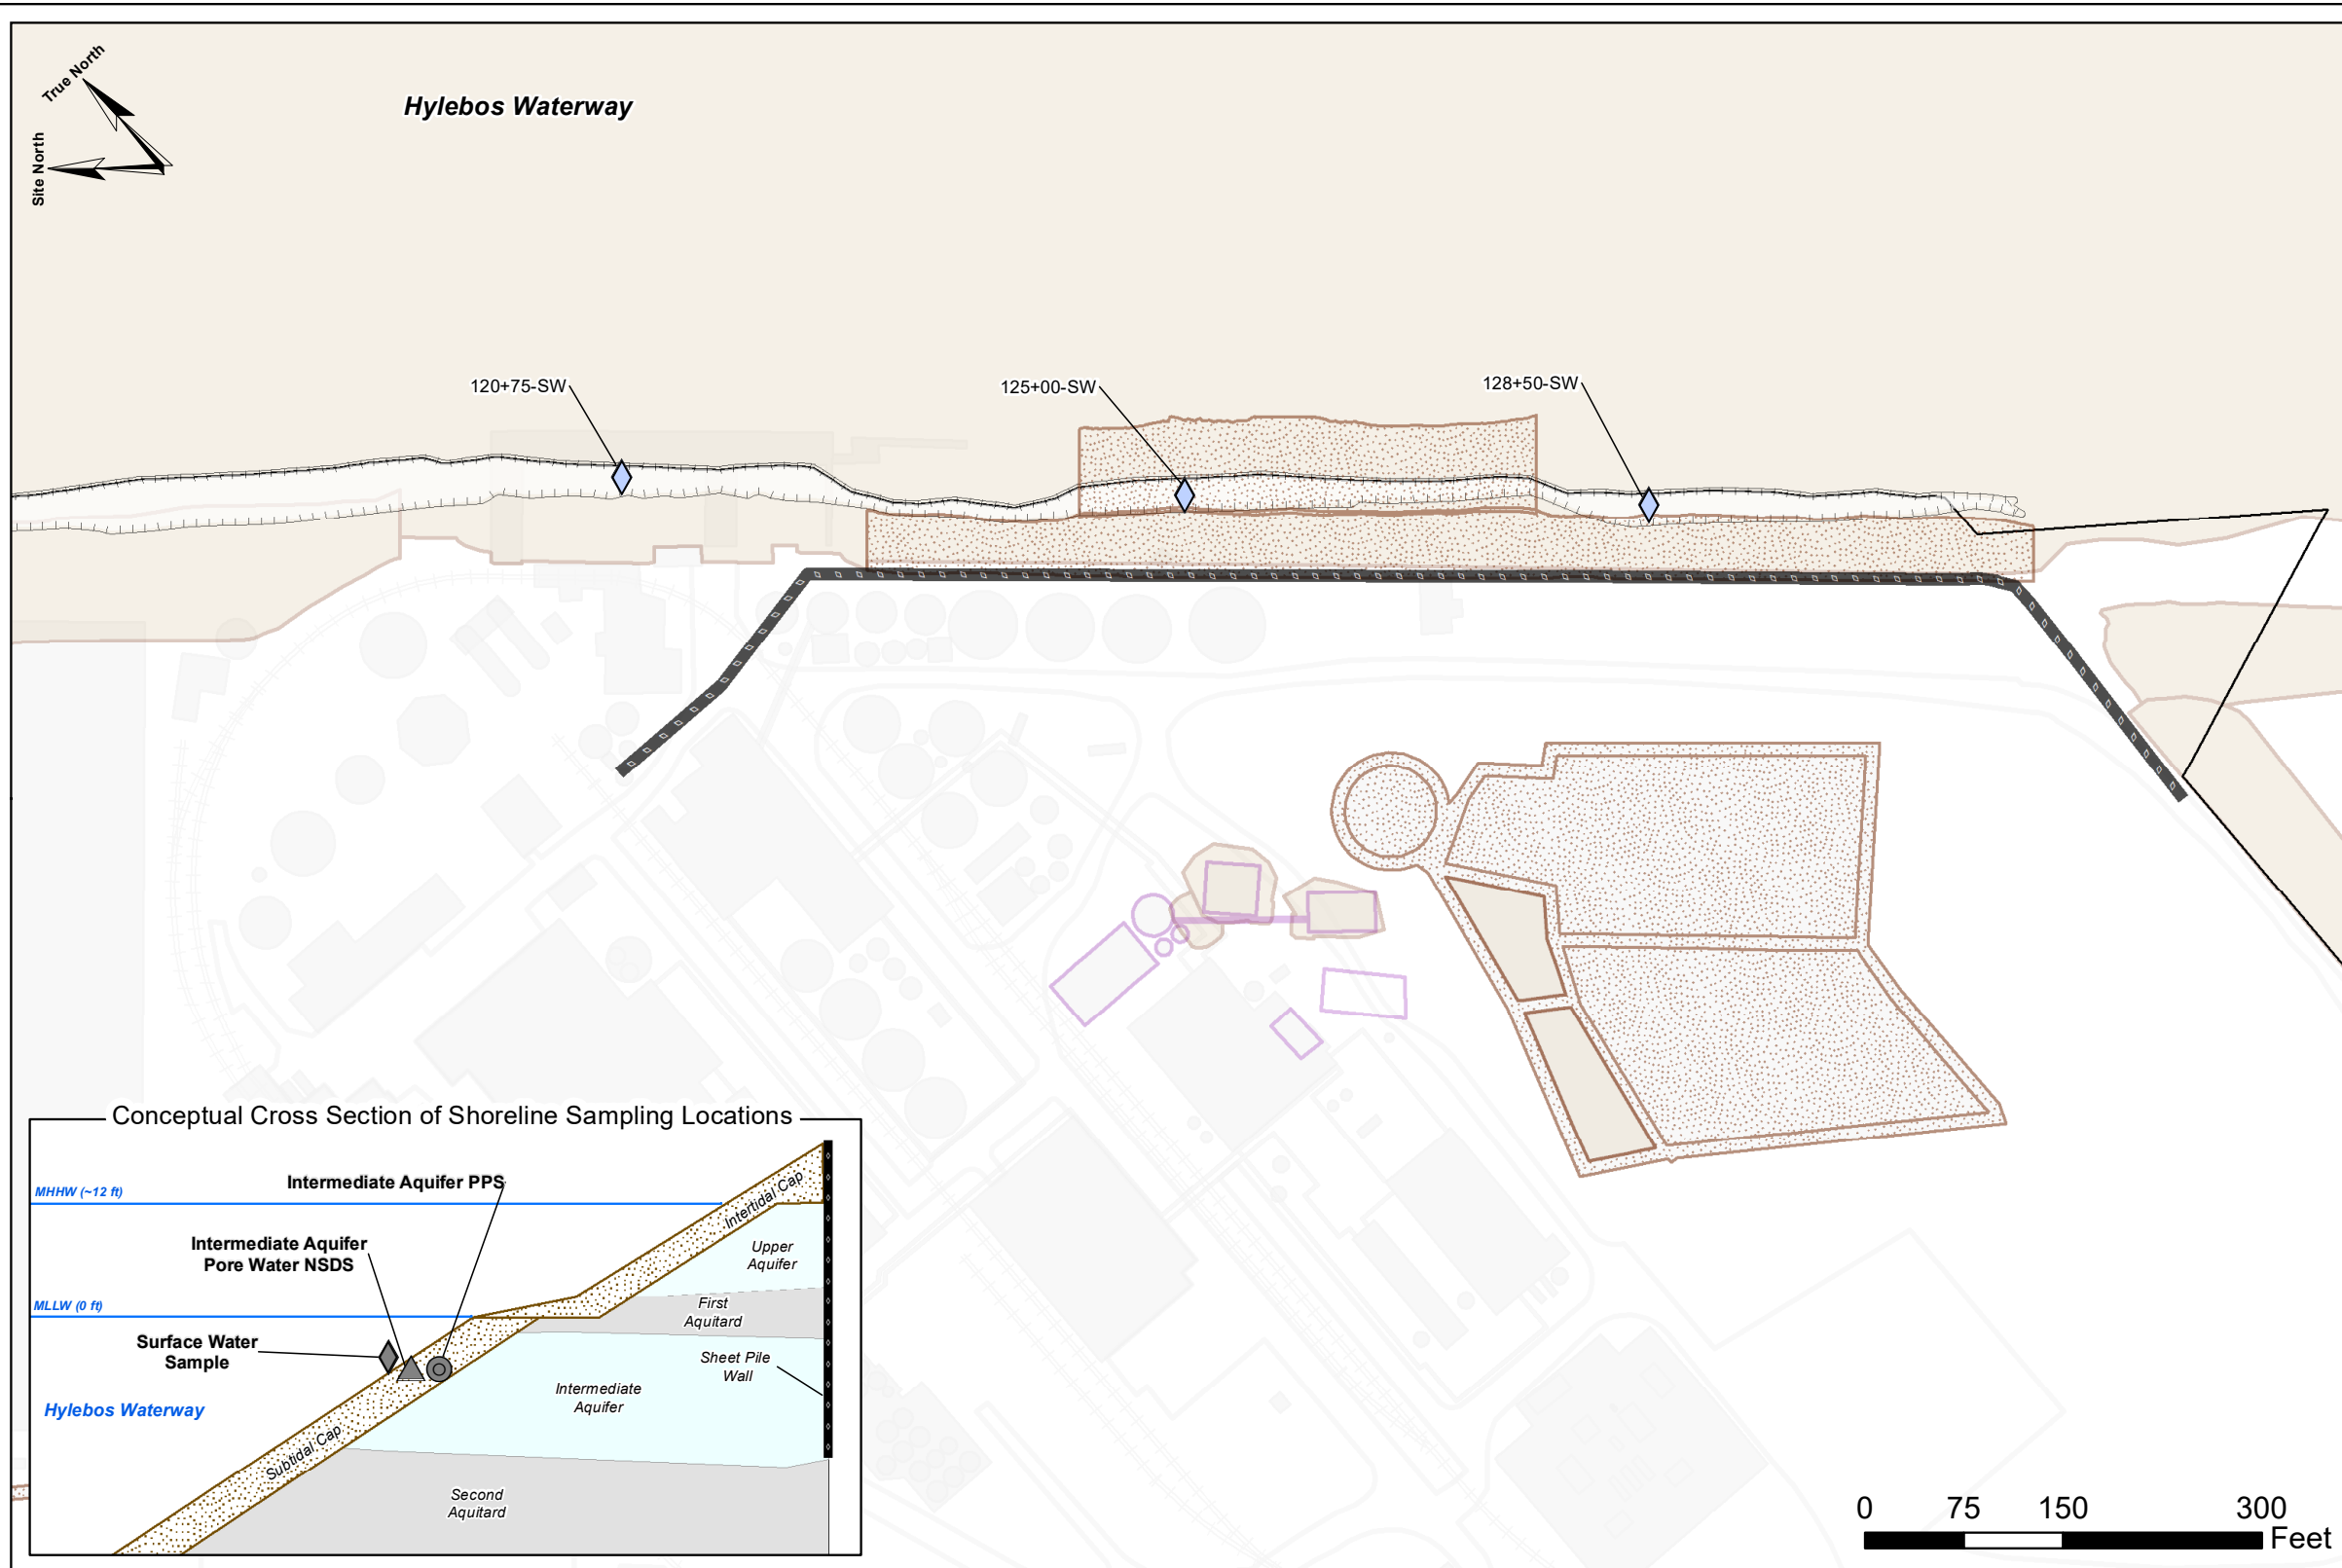 True North
Site North
Hylebos Waterway
120+75-SW
125+00-SW
128+50-SW
Conceptual Cross Section of Shoreline Sampling Locations
MHHW (~12 ft)
Intermediate Aquifer PPS
Intertidal Cap
Intermediate Aquifer
Pore Water NSDS
Upper
Aquifer
MLLW (0 ft)
First
Aquitard
Surface Water
Sample
Sheet Pile
Wall
Intermediate
Aquifer
Hylebos Waterway
Subtidal Cap
Second
Aquitard
0 75 150 300
Feet